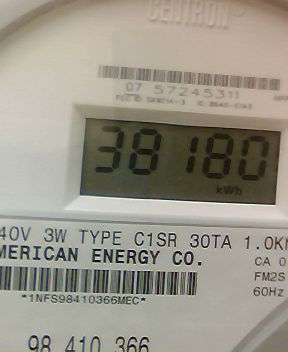 CENTRON
07 57245311
38180
kWh
40V 3W TYPE C1SR 30TA 1.0K
MERICAN ENERGY CO.
CA 0
FM2S
60Hz
*1NFS98410366MEC*
98 410 366